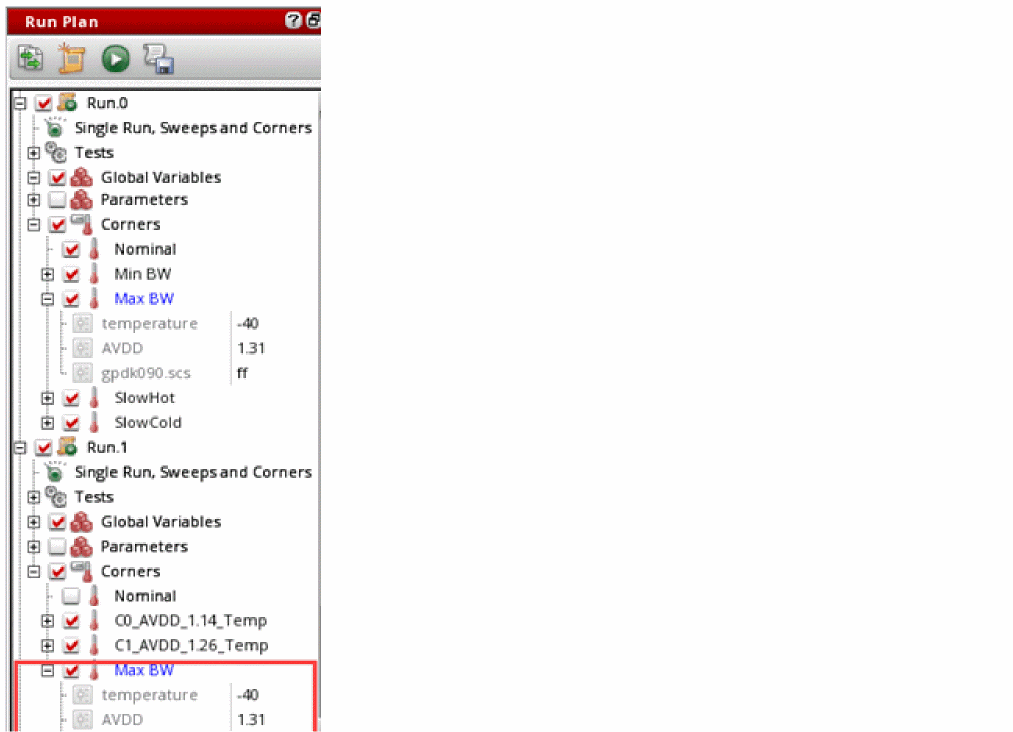 Run Plan
Run.0
Single Run, Sweeps and Corners
Tests
Global Variables
Parameters
Corners
Nominal
Min BW
Max BW
temperature -40
AVDD 1.31
gpdk090.scs ff
SlowHot
SlowCold
Run.1
Single Run, Sweeps and Corners
Tests
Global Variables
Parameters
Corners
Nominal
C0_AVDD_1.14_Temp
C1_AVDD_1.26_Temp
Max BW
temperature -40
AVDD 1.31